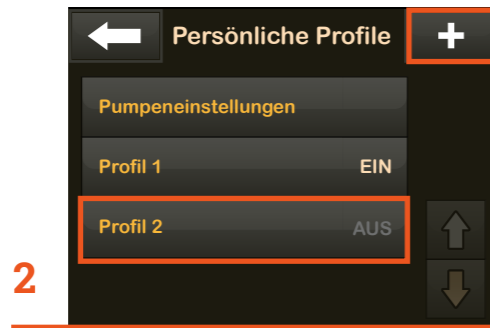 Persönliche Profile
Pumpeneinstellungen
Profil 1 EIN
Profil 2 AUS
2